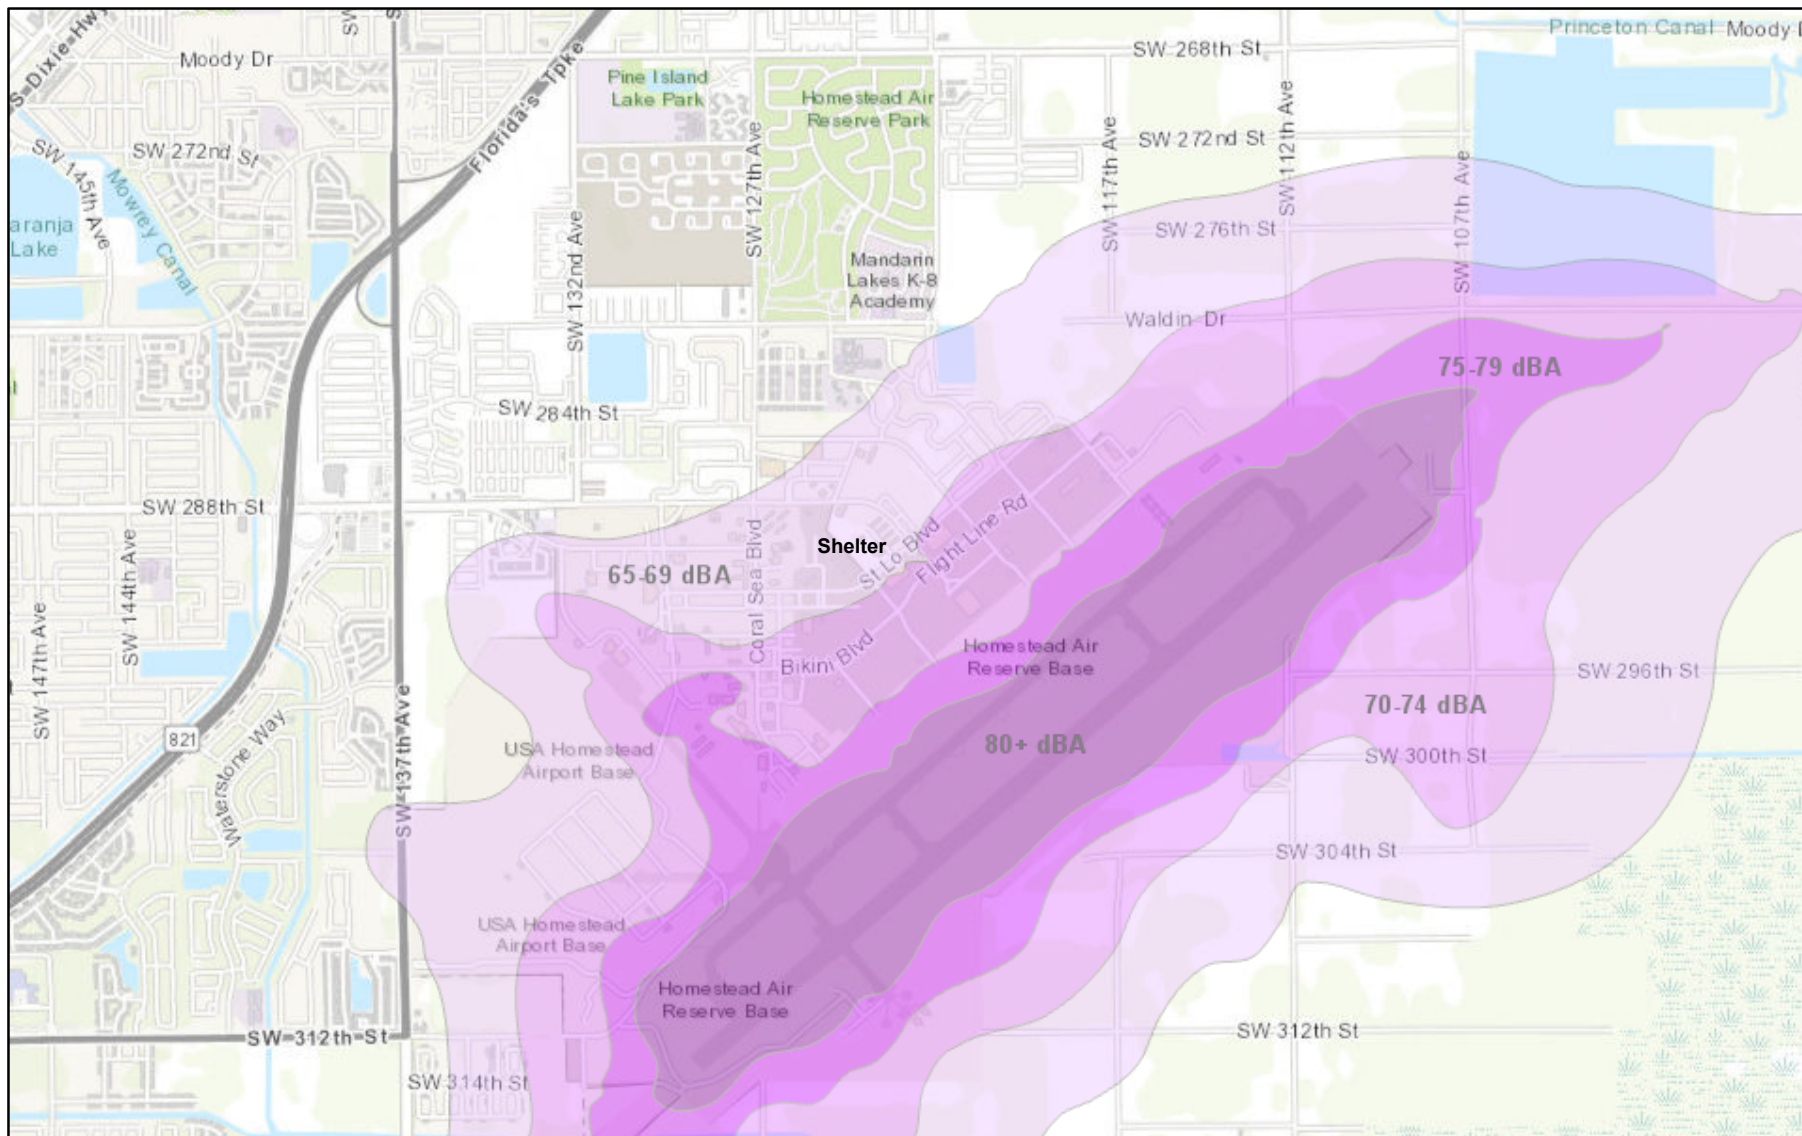 S Dixie Hwy
SW
S
Moody Dr
Florida's Tpke
Pine Island
Lake Park
Homestead Air
Reserve Park
SW 268th St
Princeton Canal
Moody
SW 272nd St
SW 145th Ave
Mowrey Canal
aranja
Lake
SW 132nd Ave
SW 127th Ave
Mandarin
Lakes K-8
Academy
SW 117th Ave
SW 112th Ave
SW 107th Ave
SW 272nd St
SW 276th St
Waldin Dr
75-79 dBA
SW 284th St
SW 288th St
SW 144th Ave
SW 147th Ave
65-69 dBA
Coral Sea Blvd
Shelter
St Lo Blvd
Flight Line Rd
Bikini Blvd
Homestead Air
Reserve Base
SW 296th St
70-74 dBA
80+ dBA
SW 300th St
821
Waterstone Way
SW 137th Ave
USA Homestead
Airport Base
SW 304th St
USA Homestead
Airport Base
Homestead Air
Reserve Base
SW 312th St
SW 312th St
SW 314th St